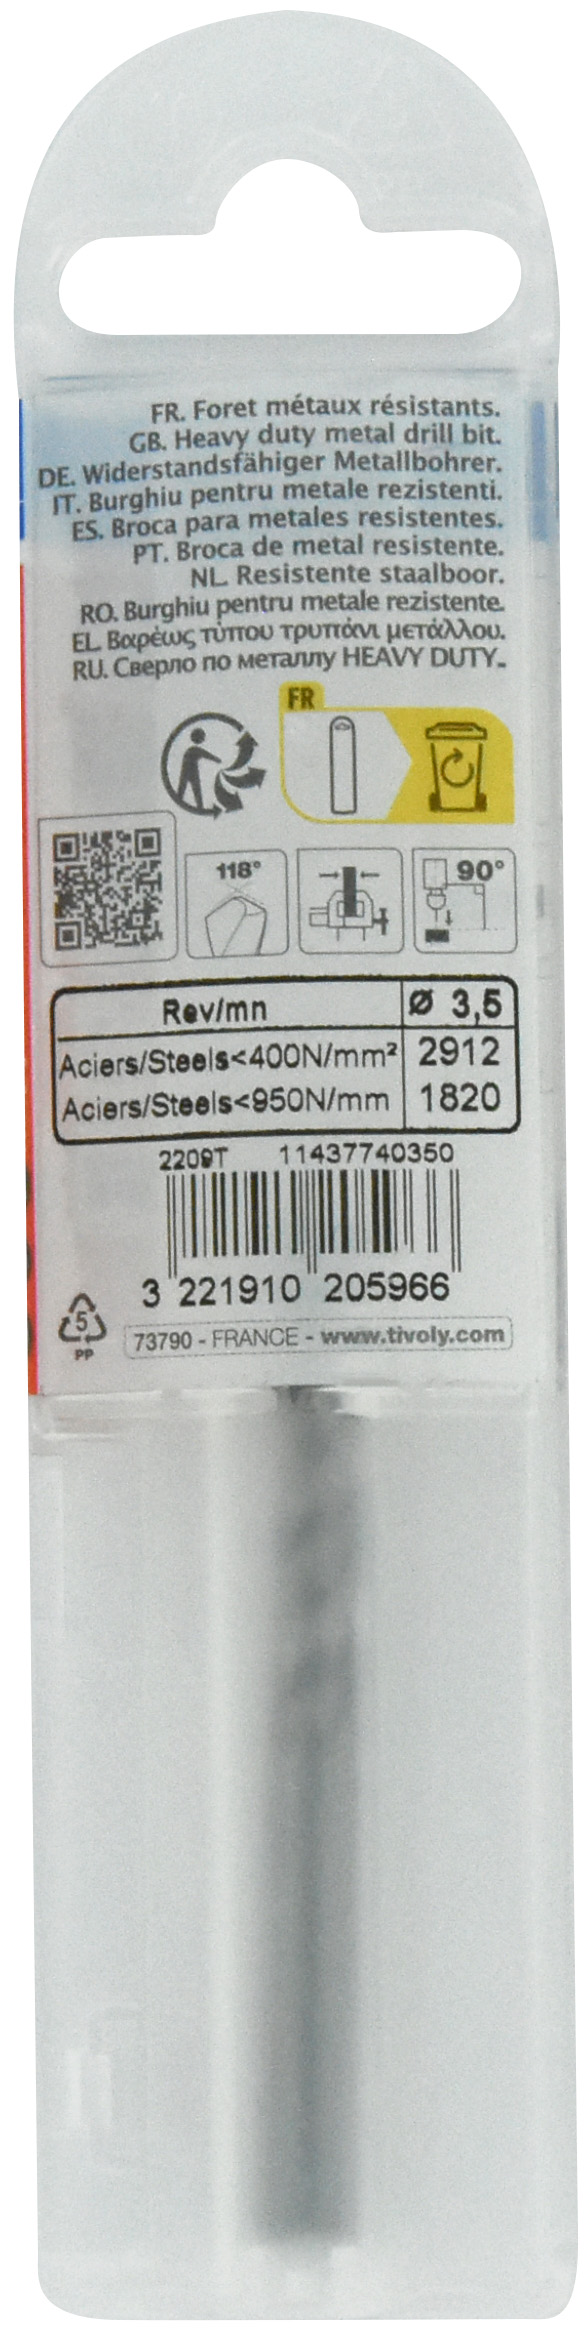 FR. Foret métaux résistants.
GB. Heavy duty metal drill bit.
DE. Widerstandsfähiger Metallbohrer.
IT. Burghiu pentru metale rezistenti.
ES. Broca para metales resistentes.
PT. Broca de metal resistente.
NL. Resistente staalboor.
RO. Burghiu pentru metale rezistente.
EL. Βαρέως τύπου τρυπάνι μετάλλου.
RU. Сверло по металлу HEAVY DUTY.
FR
118°
90°
Rev/mn Ø 3,5
Aciers/Steels<400N/mm² 2912
Aciers/Steels<950N/mm 1820
2209T 11437740350
3 221910 205966
5
PP
73790 - FRANCE - www.tivoly.com